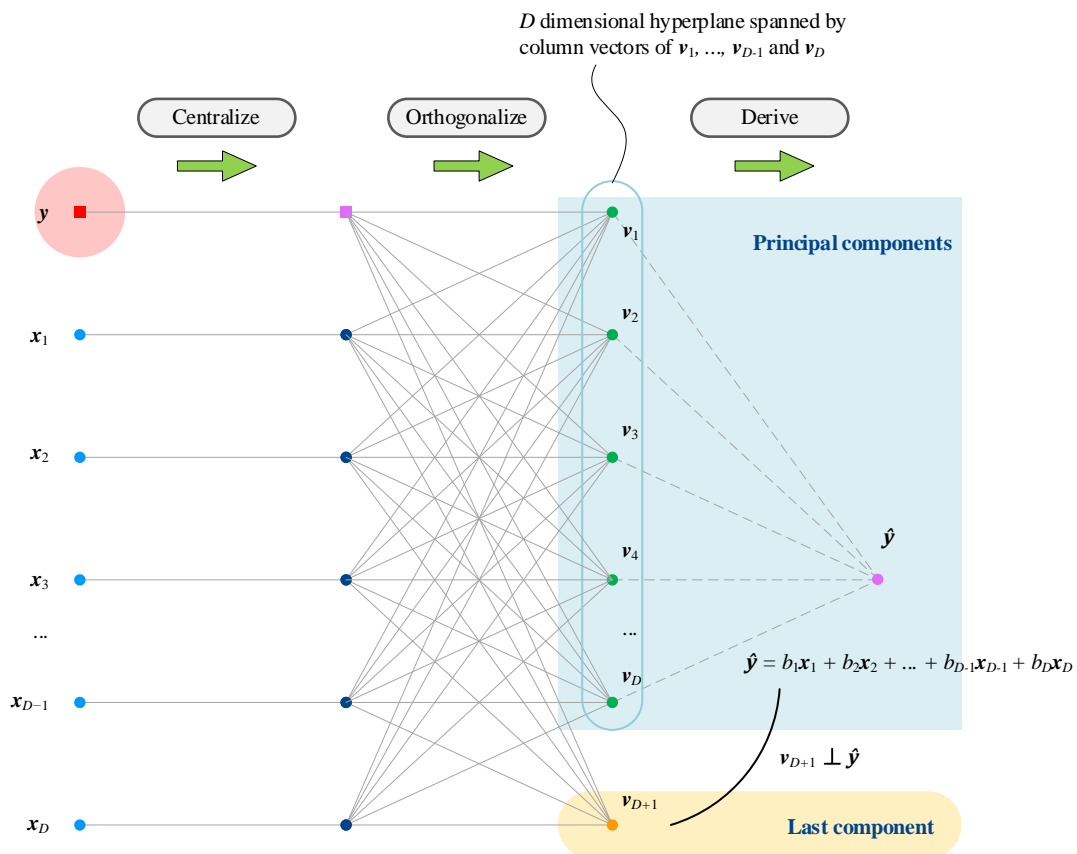 D dimensional hyperplane spanned by
column vectors of v1, ..., vD-1 and vD
Centralize
Orthogonalize
Derive
y
v1
Principal components
x1
v2
x2
v3
x3
v4
ŷ
...
...
ŷ = b1x1 + b2x2 + ... + bD-1xD-1 + bDxD
xD−1
vD
vD+1 ⊥ ŷ
xD
vD+1
Last component